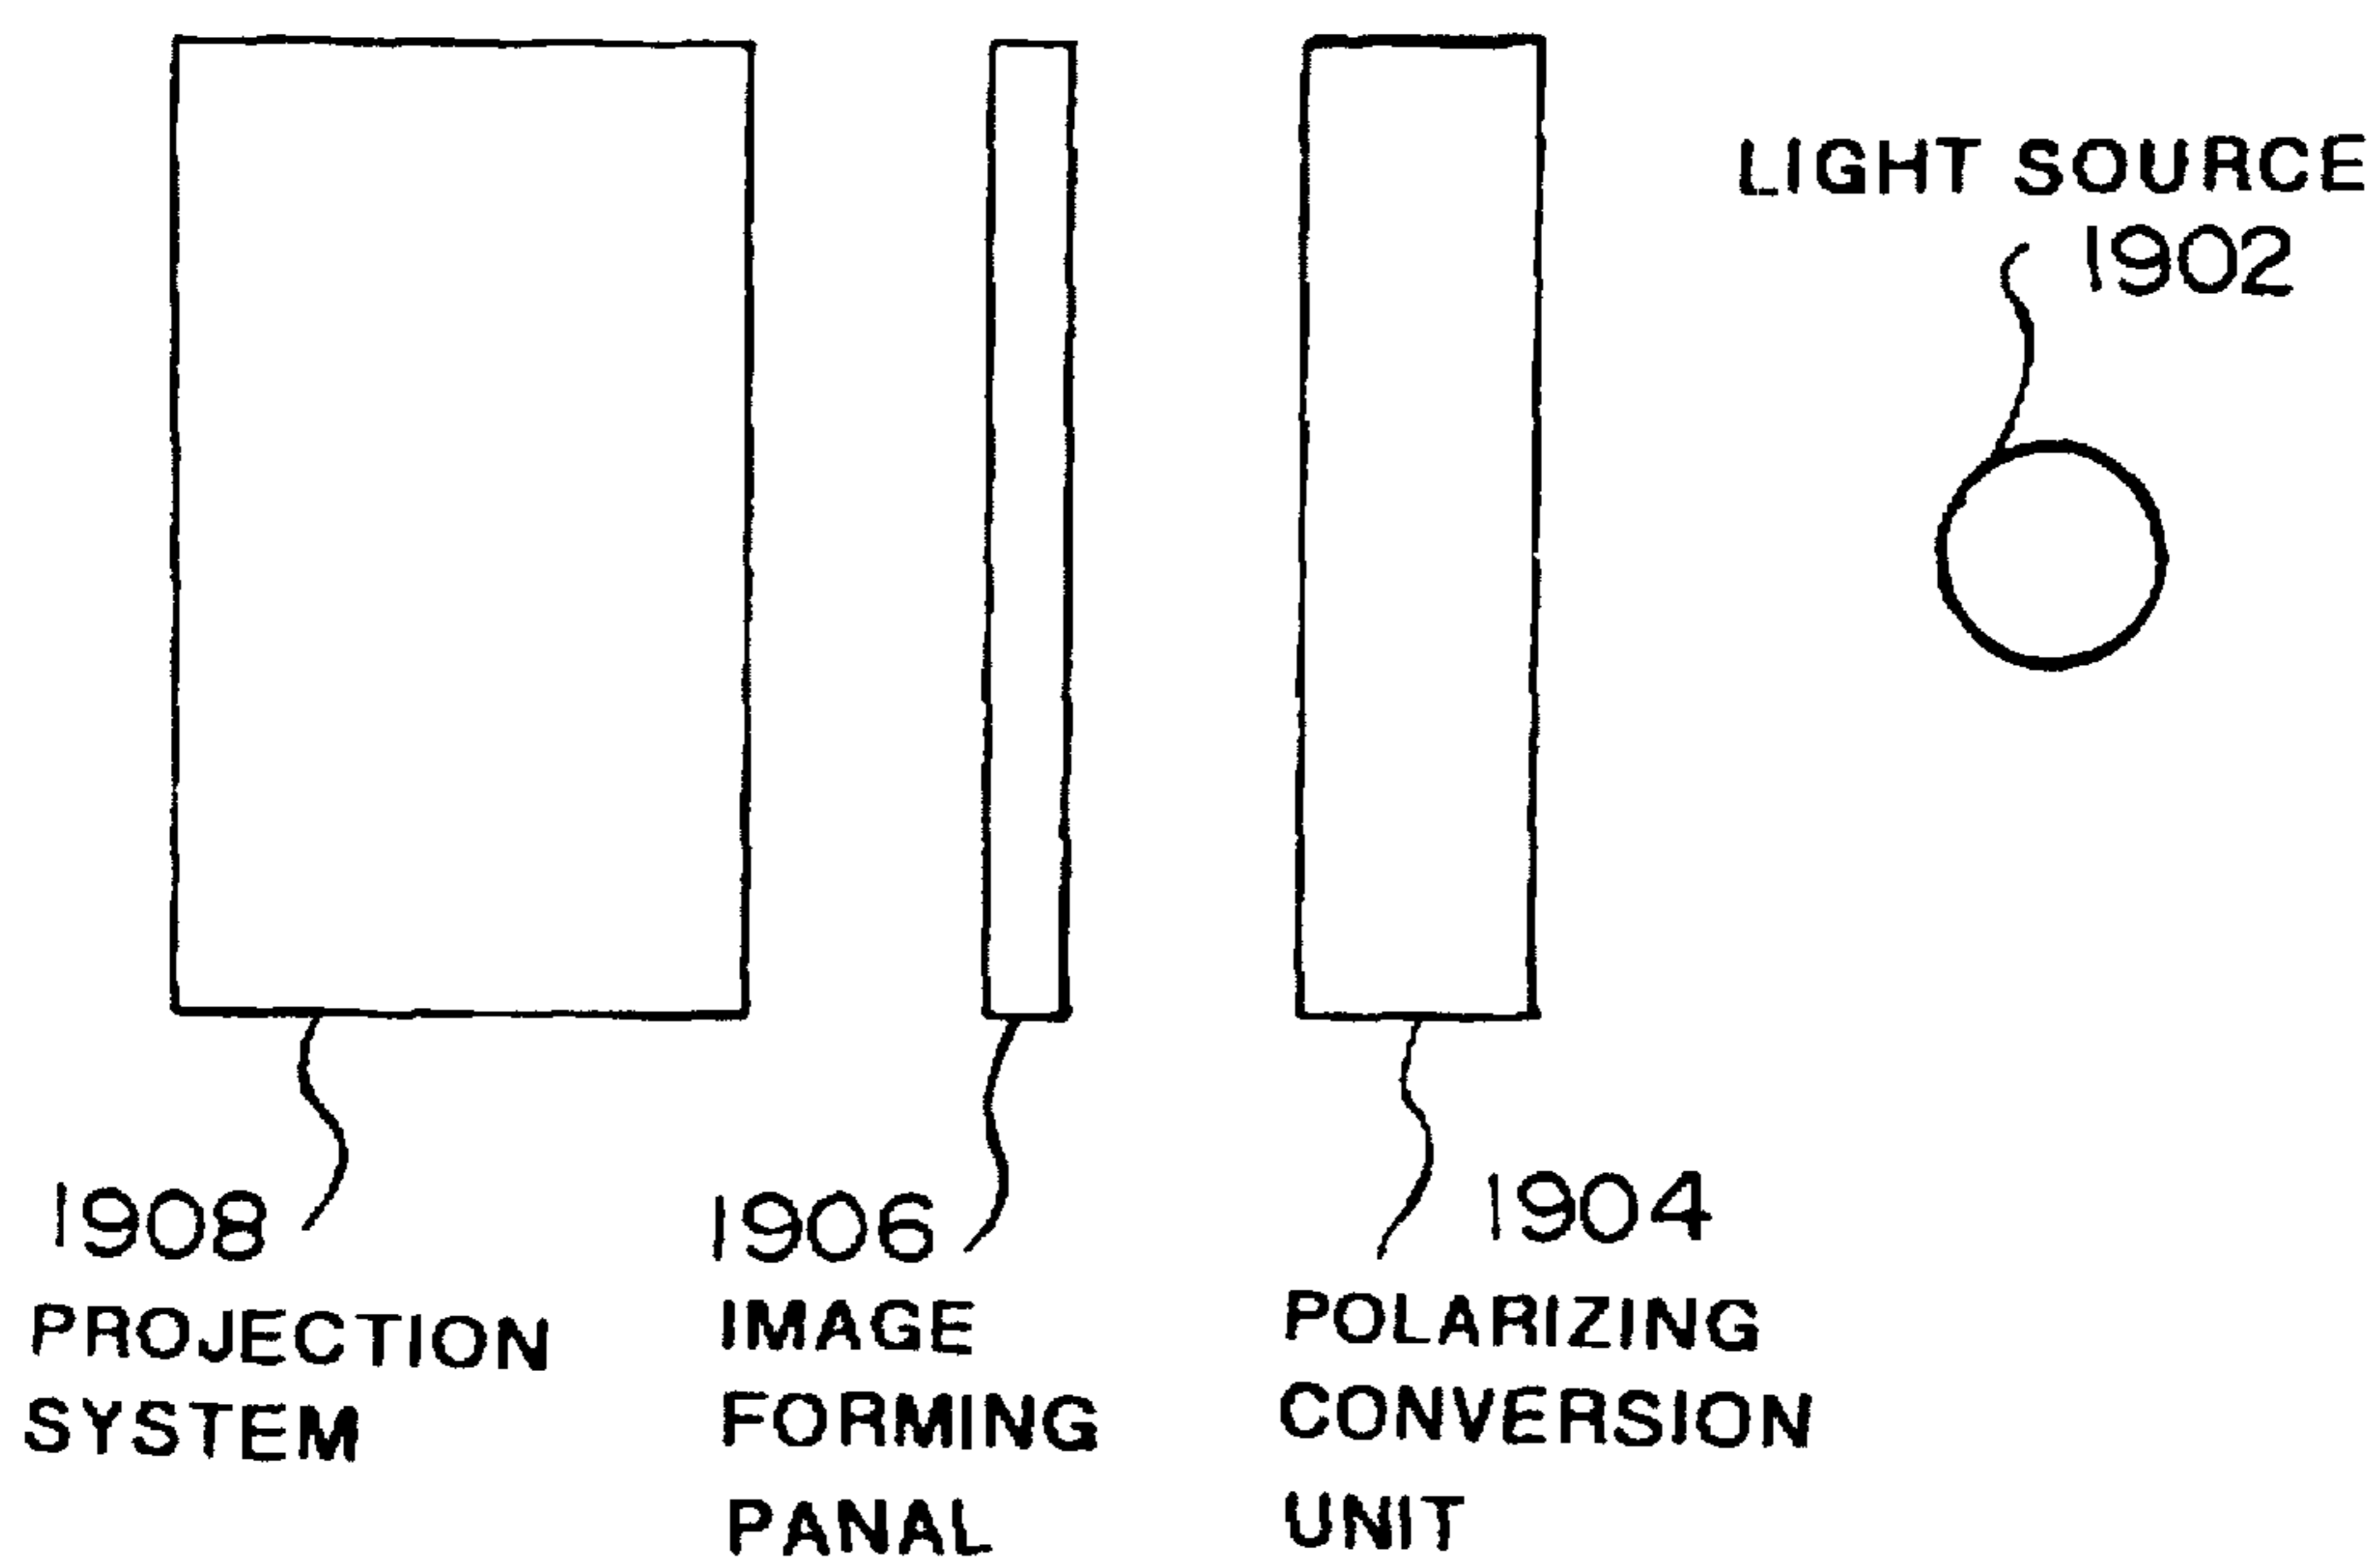 LIGHT SOURCE
1902
1908
PROJECTION
SYSTEM
1906
IMAGE
FORMING
PANAL
1904
POLARIZING
CONVERSION
UNIT